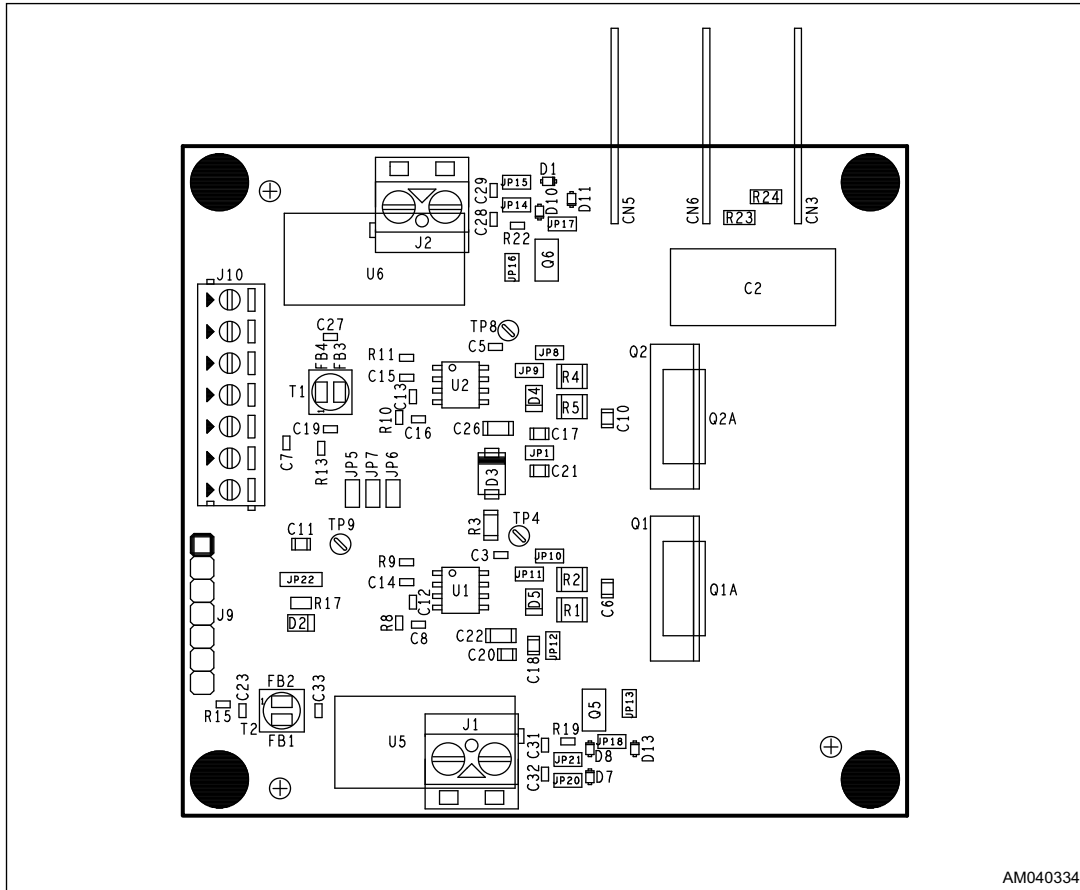 D1
C29
JP15
D10
D11
R24
JP14
CN5
CN6
R23
CN3
C28
JP17
R22
J2
U6
JP16
Q6
C2
J10
TP8
C27
C5
JP8
Q2
FB4
FB3
R11
JP9
R4
C15
U2
T1
C13
D4
R5
1
R10
C16
C10
Q2A
C19
C26
C17
C7
R13
JP5
JP7
JP6
JP1
D3
C21
C11
TP9
R3
TP4
Q1
C3
JP10
R9
JP11
R2
JP22
C14
U1
Q1A
R17
C12
D5
C6
J9
D2
R8
C8
R1
C22
C18
JP12
C20
C23
FB2
C33
1
R15
T2
FB1
U5
J1
Q5
JP13
C31
R19
JP18
D8
D13
JP21
C32
JP20
D7
AM040334